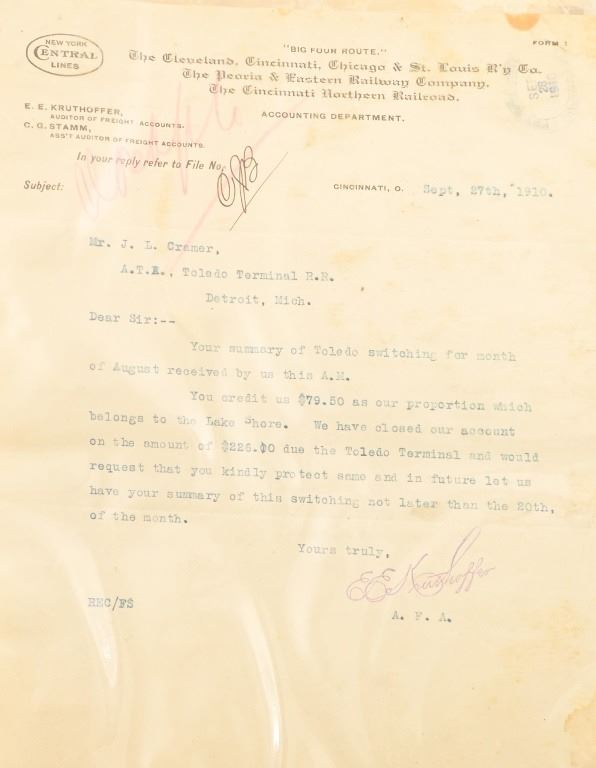 NEW YORK
CENTRAL
LINES
"BIG FOUR ROUTE."
FORM 1
The Cleveland, Cincinnati, Chicago & St. Louis R'y Co.
The Peoria & Eastern Railway Company.
The Cincinnati Northern Railroad.
E. E. KRUTHOFFER,
AUDITOR OF FREIGHT ACCOUNTS.
C. G. STAMM,
ASS'T AUDITOR OF FREIGHT ACCOUNTS.
ACCOUNTING DEPARTMENT.
In your reply refer to File No.
Subject:
CINCINNATI, O. Sept, 27th, 1910.
Mr. J. L. Cramer,
A.T.R., Toledo Terminal R.R.
Detroit, Mich.
Dear Sir:--
Your summary of Toledo switching for month
of August received by us this A.M.
You credit us $79.50 as our proportion which
belongs to the Lake Shore. We have closed our account
on the amount of $226.00 due the Toledo Terminal and would
request that you kindly protect same and in future let us
have your summary of this switching not later than the 20th,
of the month.
Yours truly,
EE Kruthoffer
A. F. A.
REC/FS